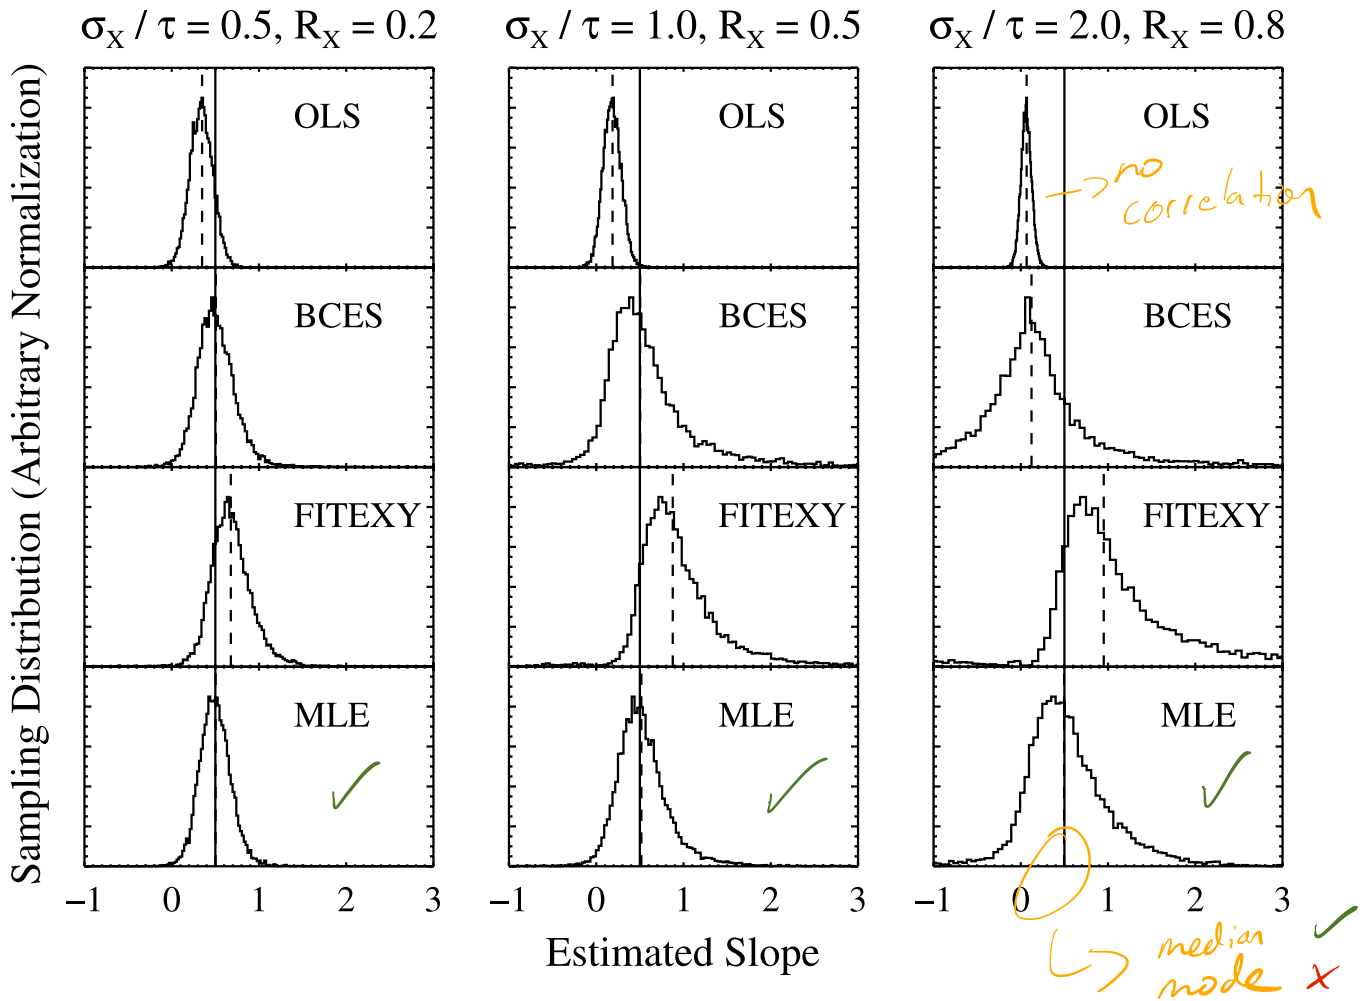 σX / τ = 0.5, RX = 0.2
σX / τ = 1.0, RX = 0.5
σX / τ = 2.0, RX = 0.8
Sampling Distribution (Arbitrary Normalization)
OLS
OLS
OLS
→ no
correlation
BCES
BCES
BCES
FITEXY
FITEXY
FITEXY
MLE
MLE
MLE
✓
✓
✓
−1 0 1 2 3
−1 0 1 2 3
−1 0 1 2 3
Estimated Slope
median ✓
mode ✗